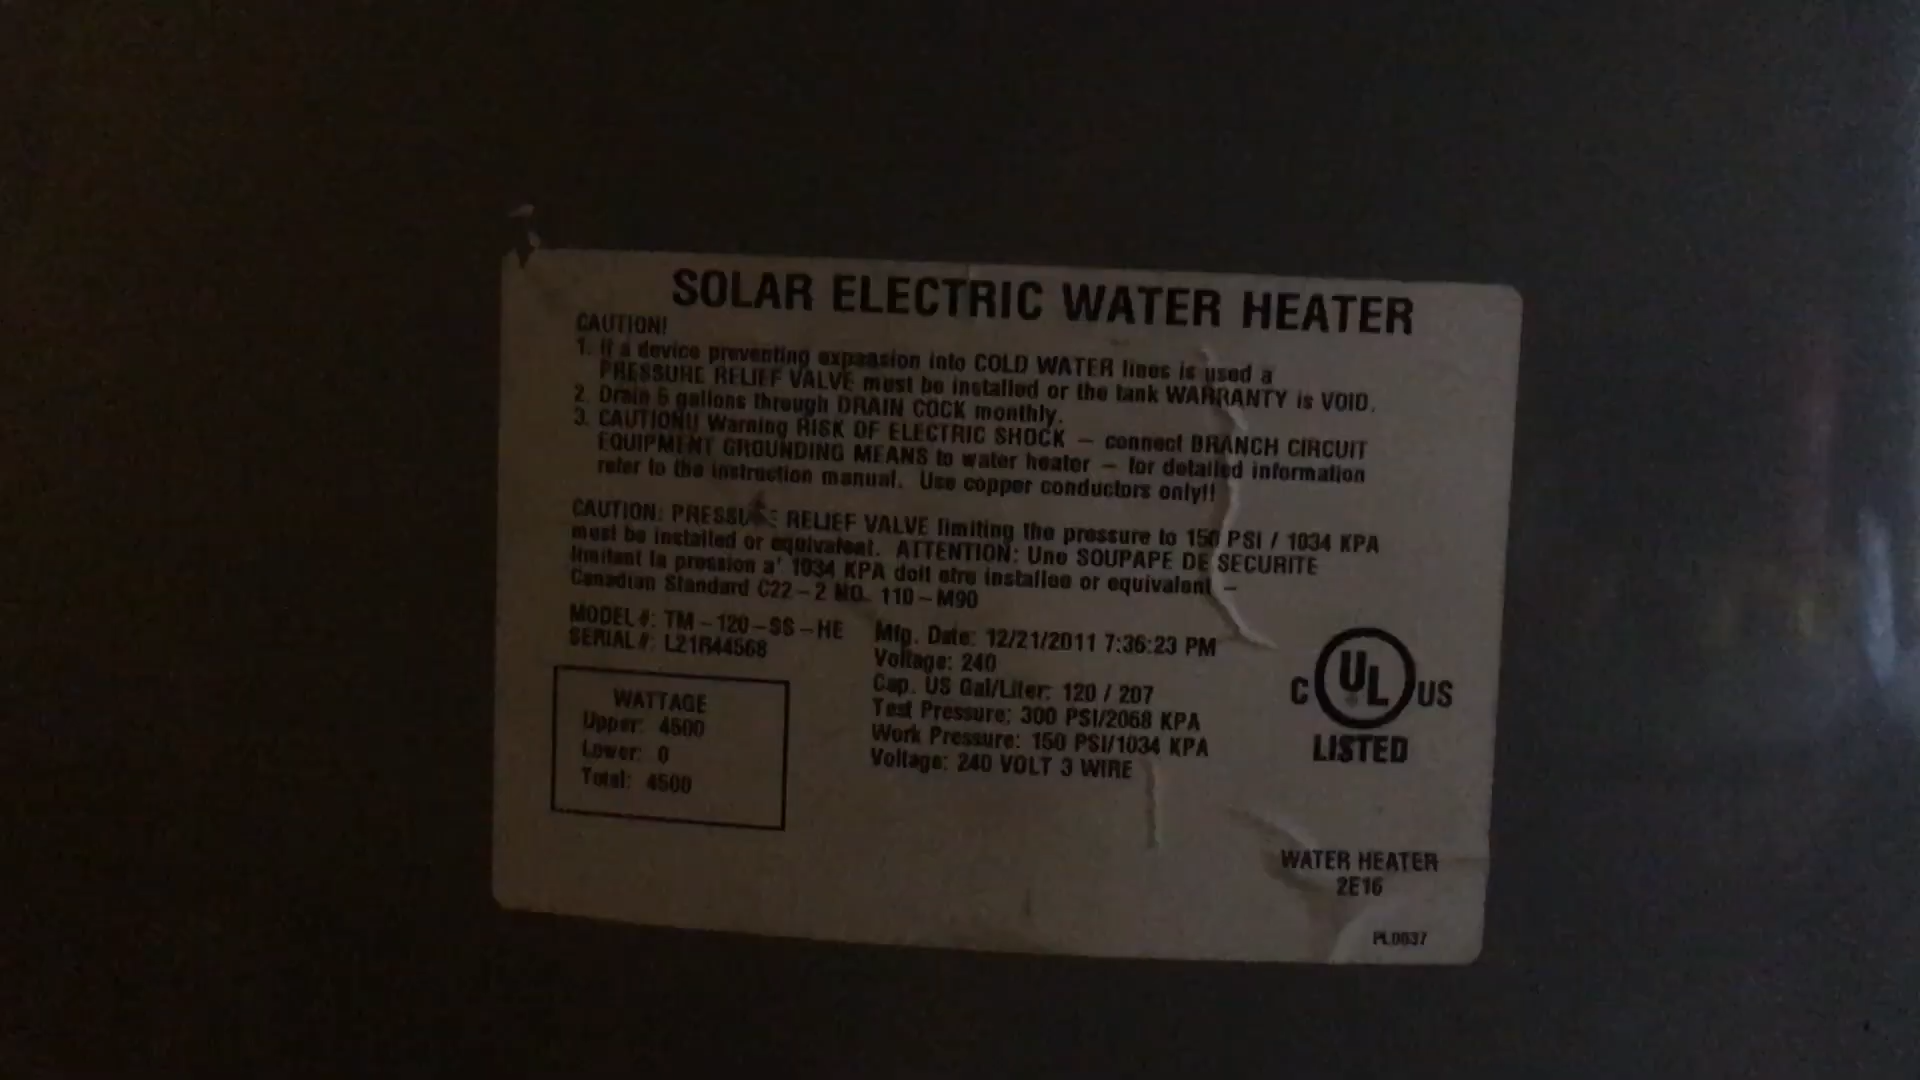 SOLAR ELECTRIC WATER HEATER
CAUTION!
1. If a device preventing expansion into COLD WATER lines is used a
PRESSURE RELIEF VALVE must be installed or the tank WARRANTY is VOID.
2. Drain 5 gallons through DRAIN COCK monthly.
3. CAUTION!! Warning RISK OF ELECTRIC SHOCK - connect BRANCH CIRCUIT
EQUIPMENT GROUNDING MEANS to water heater - for detailed information
refer to the instruction manual. Use copper conductors only!!
CAUTION: PRESSURE RELIEF VALVE limiting the pressure to 150 PSI / 1034 KPA
must be installed or equivalent. ATTENTION: Une SOUPAPE DE SECURITE
limitant la pression a' 1034 KPA doit etre installee or equivalent -
Canadian Standard C22-2 NO. 110-M90
MODEL #: TM-120-SS-HE
SERIAL #: L21R44568
Mfg. Date: 12/21/2011 7:36:23 PM
Voltage: 240
Cap. US Gal/Liter: 120 / 207
Test Pressure: 300 PSI/2068 KPA
Work Pressure: 150 PSI/1034 KPA
Voltage: 240 VOLT 3 WIRE
WATTAGE
Upper: 4500
Lower: 0
Total: 4500
C UL US
LISTED
WATER HEATER
2E16
PL0037